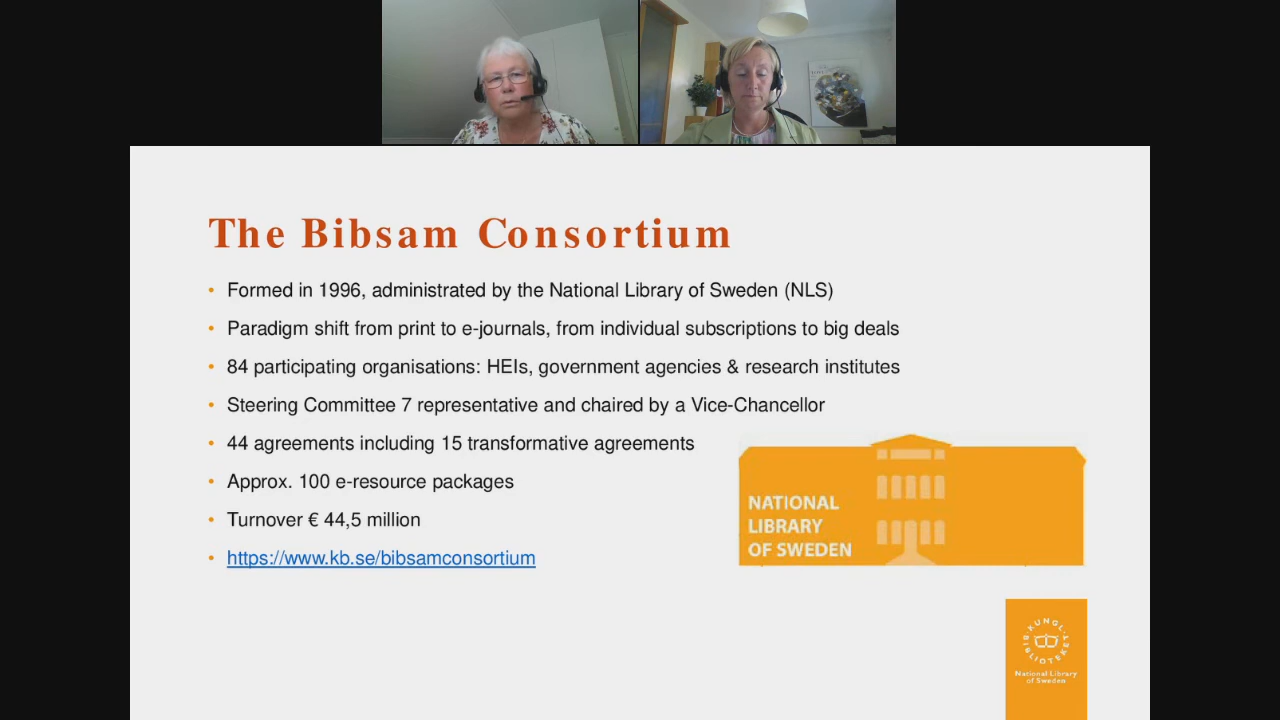 The Bibsam Consortium
• Formed in 1996, administrated by the National Library of Sweden (NLS)
• Paradigm shift from print to e-journals, from individual subscriptions to big deals
• 84 participating organisations: HEIs, government agencies & research institutes
• Steering Committee 7 representative and chaired by a Vice-Chancellor
• 44 agreements including 15 transformative agreements
• Approx. 100 e-resource packages
• Turnover € 44,5 million
• https://www.kb.se/bibsamconsortium
NATIONAL
LIBRARY
OF SWEDEN
KUNGL.
BIBLIOTEKET
National Library
of Sweden